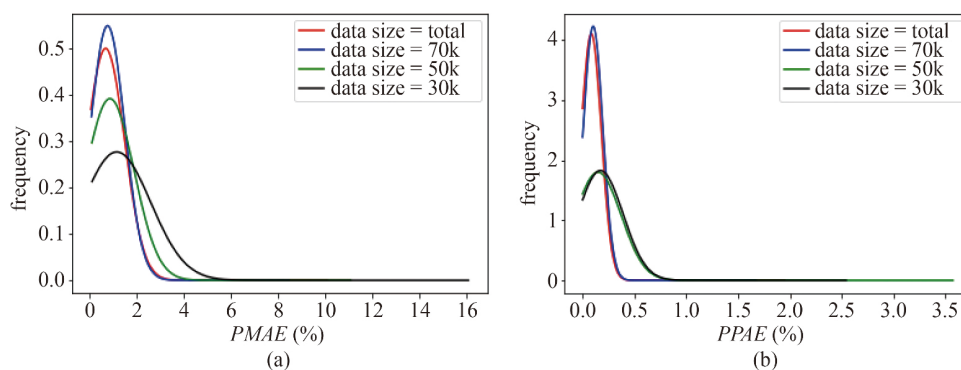 data size = total
data size = 70k
data size = 50k
data size = 30k
0.5
0.4
0.3
0.2
0.1
0.0
frequency
0 2 4 6 8 10 12 14 16
PMAE (%)
(a)
data size = total
data size = 70k
data size = 50k
data size = 30k
4
3
2
1
0
frequency
0 0.5 1.0 1.5 2.0 2.5 3.0 3.5
PPAE (%)
(b)